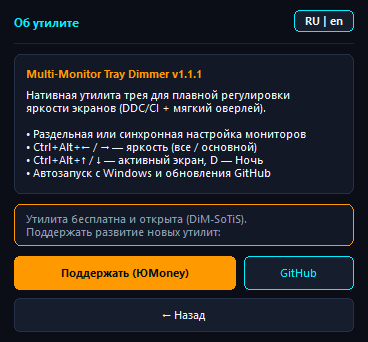 Об утилите
RU | en
Multi-Monitor Tray Dimmer v1.1.1
Нативная утилита трея для плавной регулировки
яркости экранов (DDC/CI + мягкий оверлей).
• Раздельная или синхронная настройка мониторов
• Ctrl+Alt+← / → — яркость (все / основной)
• Ctrl+Alt+↑ / ↓ — активный экран, D — Ночь
• Автозапуск с Windows и обновления GitHub
Утилита бесплатна и открыта (DiM-SoTiS).
Поддержать развитие новых утилит:
Поддержать (ЮMoney)
GitHub
← Назад